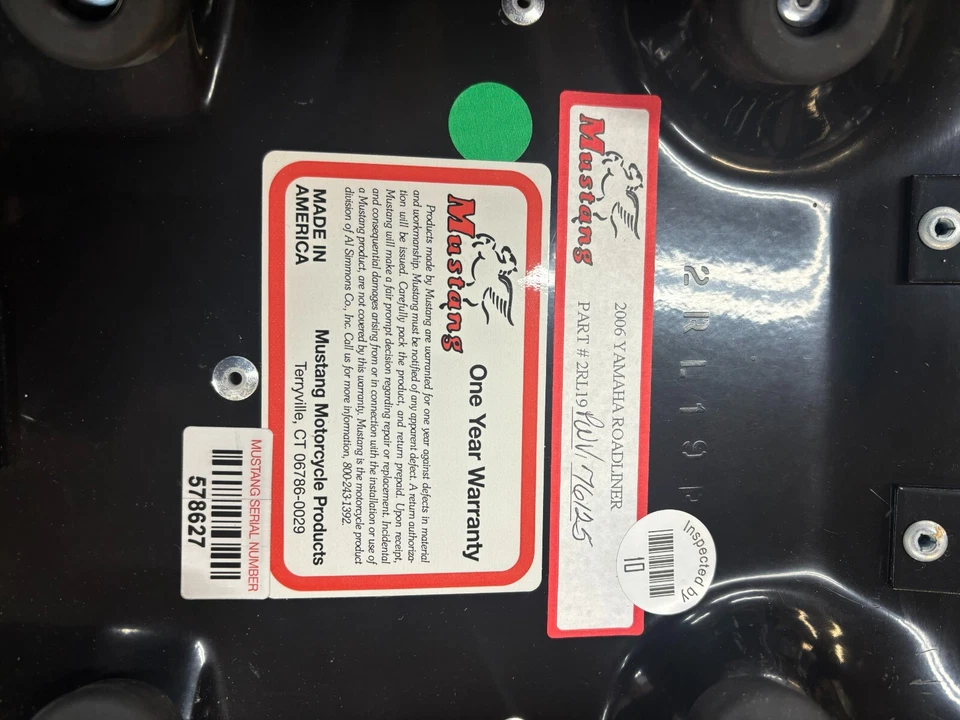 2RL19P
Mustang
2006 YAMAHA ROADLINER
PART # 2RL19
76125
Inspected by
10
Mustang
One Year Warranty
Products made by Mustang are warranted for one year against defects in material
and workmanship. Mustang must be notified of any apparent defect. A return authoriza-
tion will be issued. Carefully pack the product, and return prepaid. Upon receipt,
Mustang will make a fair prompt decision regarding repair or replacement. Incidental
and consequential damages arising from or in connection with the installation or use of
a Mustang product, are not covered by this warranty. Mustang is the motorcycle product
division of Al Simmons Co., Inc. Call us for more information, 800-243-1392.
MADE IN
AMERICA
Mustang Motorcycle Products
Terryville, CT 06786-0029
MUSTANG SERIAL NUMBER
578627